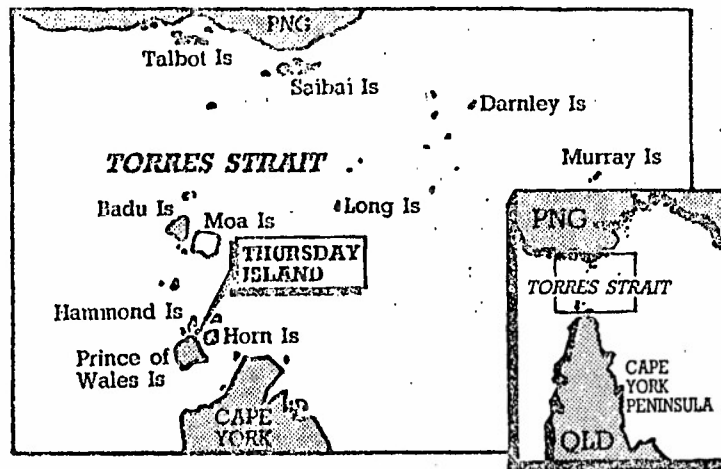 PNG
Talbot Is
Saibai Is
Darnley Is
TORRES STRAIT
Murray Is
Badu Is
Moa Is
Long Is
THURSDAY
ISLAND
Hammond Is
Horn Is
Prince of
Wales Is
CAPE
YORK
PNG
TORRES STRAIT
CAPE
YORK
PENINSULA
QLD